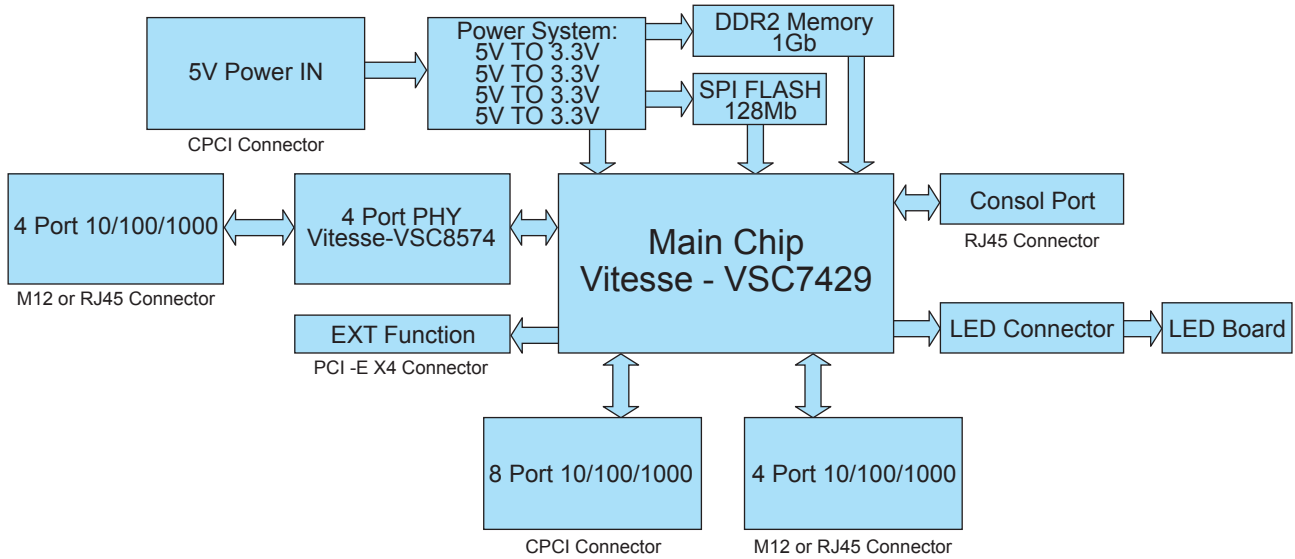 5V Power IN
CPCI Connector
Power System:
5V TO 3.3V
5V TO 3.3V
5V TO 3.3V
5V TO 3.3V
DDR2 Memory
1Gb
SPI FLASH
128Mb
4 Port 10/100/1000
M12 or RJ45 Connector
4 Port PHY
Vitesse-VSC8574
Main Chip
Vitesse - VSC7429
Consol Port
RJ45 Connector
EXT Function
PCI -E X4 Connector
LED Connector
LED Board
8 Port 10/100/1000
CPCI Connector
4 Port 10/100/1000
M12 or RJ45 Connector